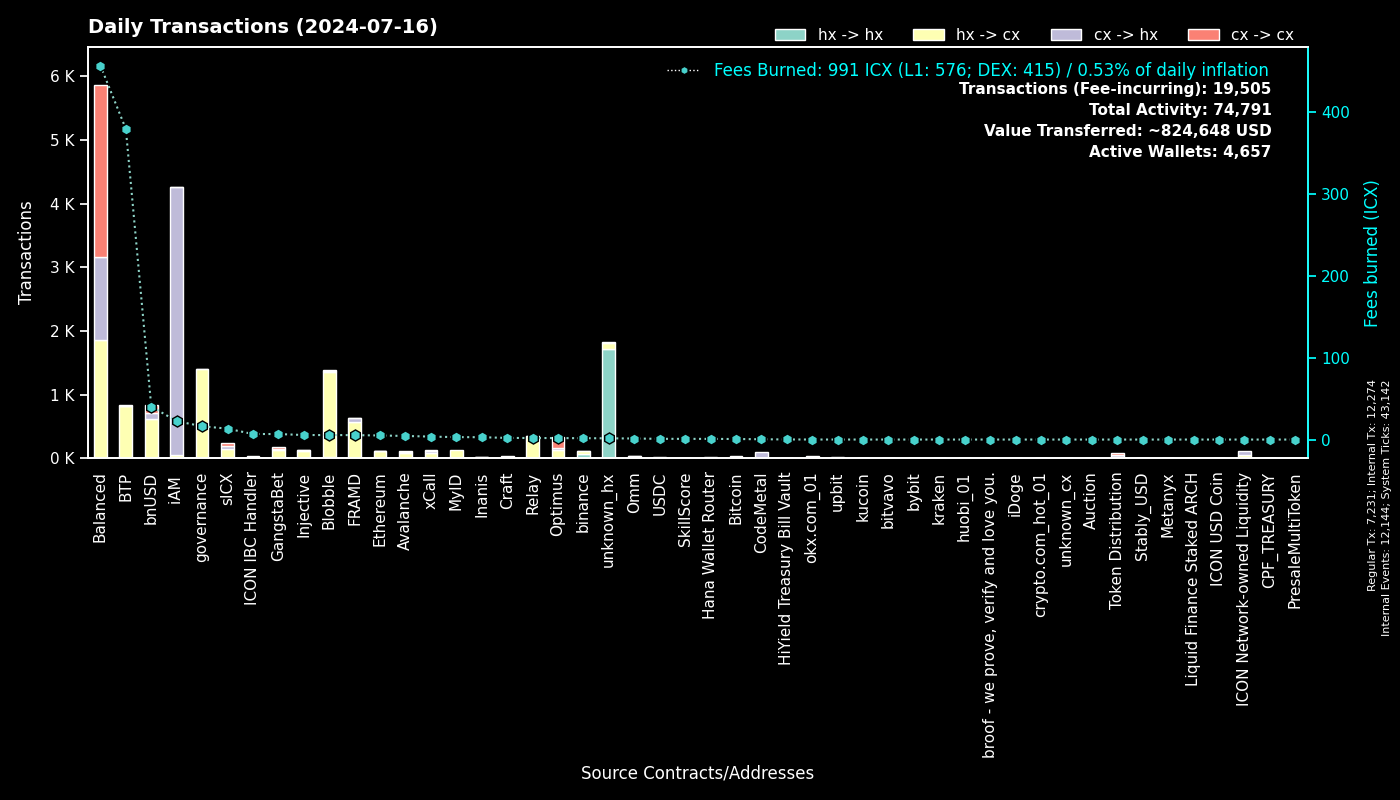 Daily Transactions (2024-07-16)
hx -> hx
hx -> cx
cx -> hx
cx -> cx
Fees Burned: 991 ICX (L1: 576; DEX: 415) / 0.53% of daily inflation
Transactions (Fee-incurring): 19,505
Total Activity: 74,791
Value Transferred: ~824,648 USD
Active Wallets: 4,657
Transactions
6 K
5 K
4 K
3 K
2 K
1 K
0 K
400
300
200
100
0
Fees burned (ICX)
Balanced
BTP
bnUSD
iAM
governance
sICX
ICON IBC Handler
GangstaBet
Injective
Blobble
FRAMD
Ethereum
Avalanche
xCall
MyID
Inanis
Craft
Relay
Optimus
binance
unknown_hx
Omm
USDC
SkillScore
Hana Wallet Router
Bitcoin
CodeMetal
HiYield Treasury Bill Vault
okx.com_01
upbit
kucoin
bitvavo
bybit
kraken
huobi_01
broof - we prove, verify and love you.
iDoge
crypto.com_hot_01
unknown_cx
Auction
Token Distribution
Stably_USD
Metanyx
Liquid Finance Staked ARCH
ICON USD Coin
ICON Network-owned Liquidity
CPF_TREASURY
PresaleMultiToken
Source Contracts/Addresses
Regular Tx: 7,231; Internal Tx: 12,274
Internal Events: 12,144; System Ticks: 43,142